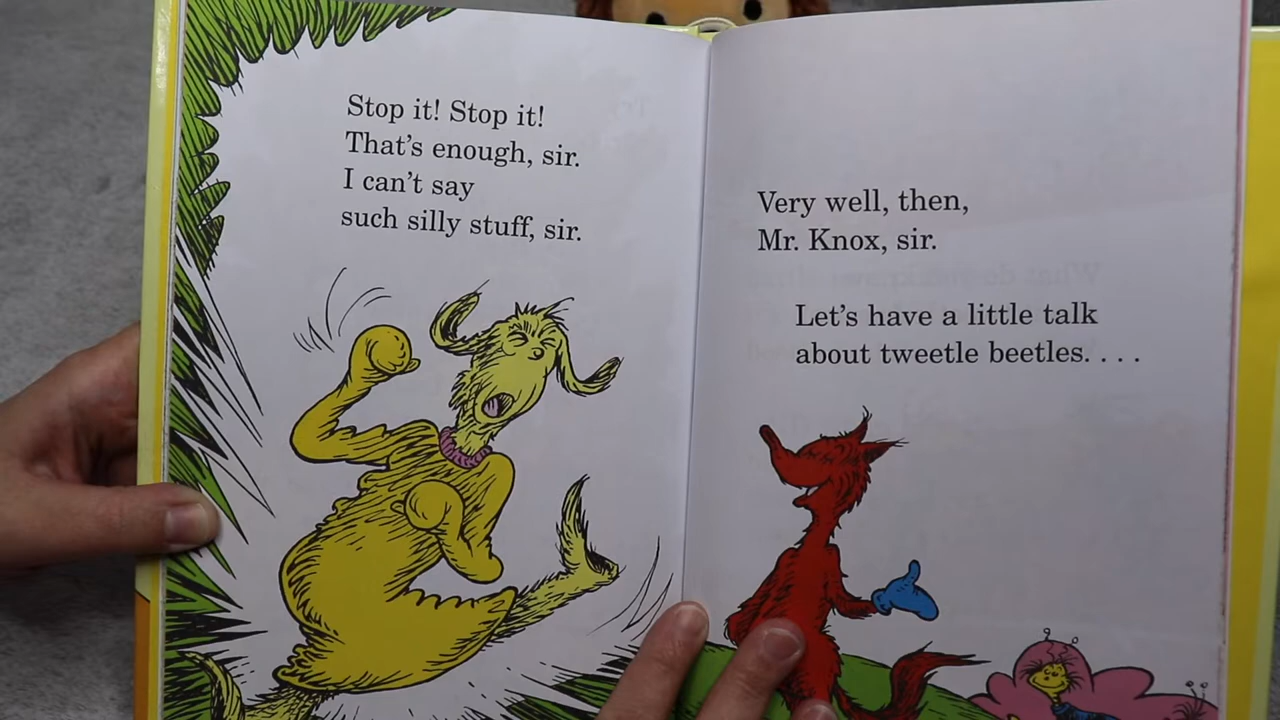 Stop it! Stop it!
That's enough, sir.
I can't say
such silly stuff, sir.
Very well, then,
Mr. Knox, sir.
Let's have a little talk
about tweetle beetles. . . .